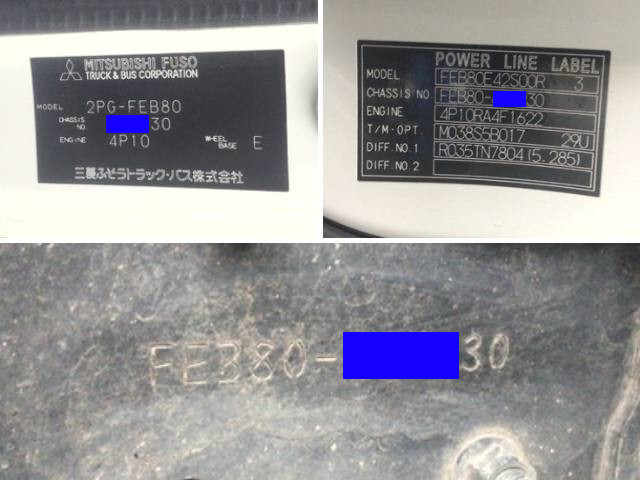 MITSUBISHI FUSO
TRUCK & BUS CORPORATION
MODEL 2PG-FEB80
CHASSIS NO. 30
ENGINE 4P10 WHEEL BASE E
三菱ふそうトラック・バス株式会社
POWER LINE LABEL
MODEL FEB80E42S00R 3
CHASSIS NO. FEB80- 30
ENGINE 4P10RA4F1622
T/M·OPT. M038S5B017 29U
DIFF.NO.1 R035TN7804(5.285)
DIFF.NO.2
FEB80- 30